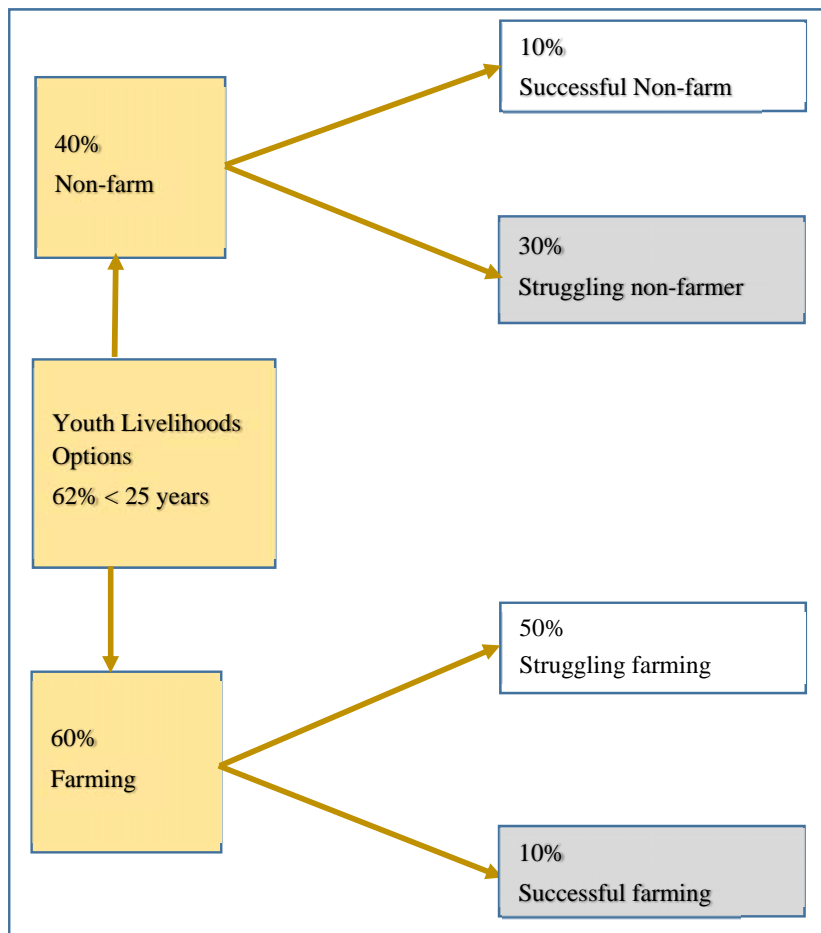 10%
Successful Non-farm
40%
Non-farm
30%
Struggling non-farmer
Youth Livelihoods
Options
62% < 25 years
50%
Struggling farming
60%
Farming
10%
Successful farming